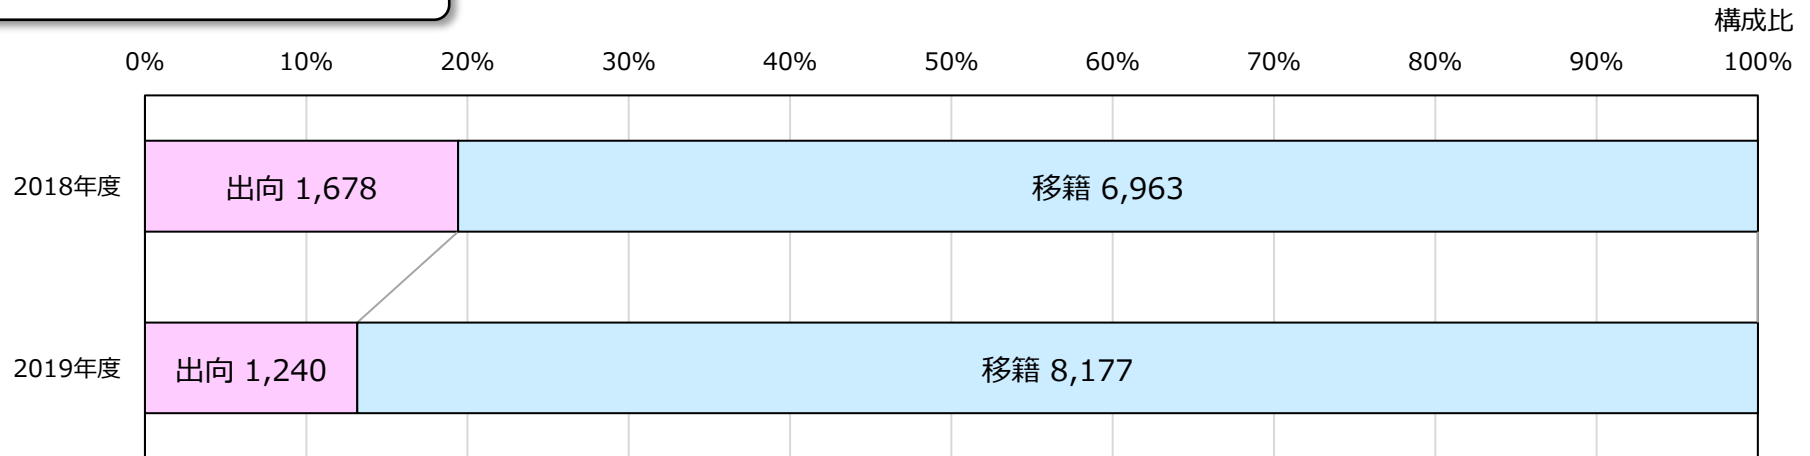 構成比
0% 10% 20% 30% 40% 50% 60% 70% 80% 90% 100%
2018年度 出向 1,678 移籍 6,963
2019年度 出向 1,240 移籍 8,177